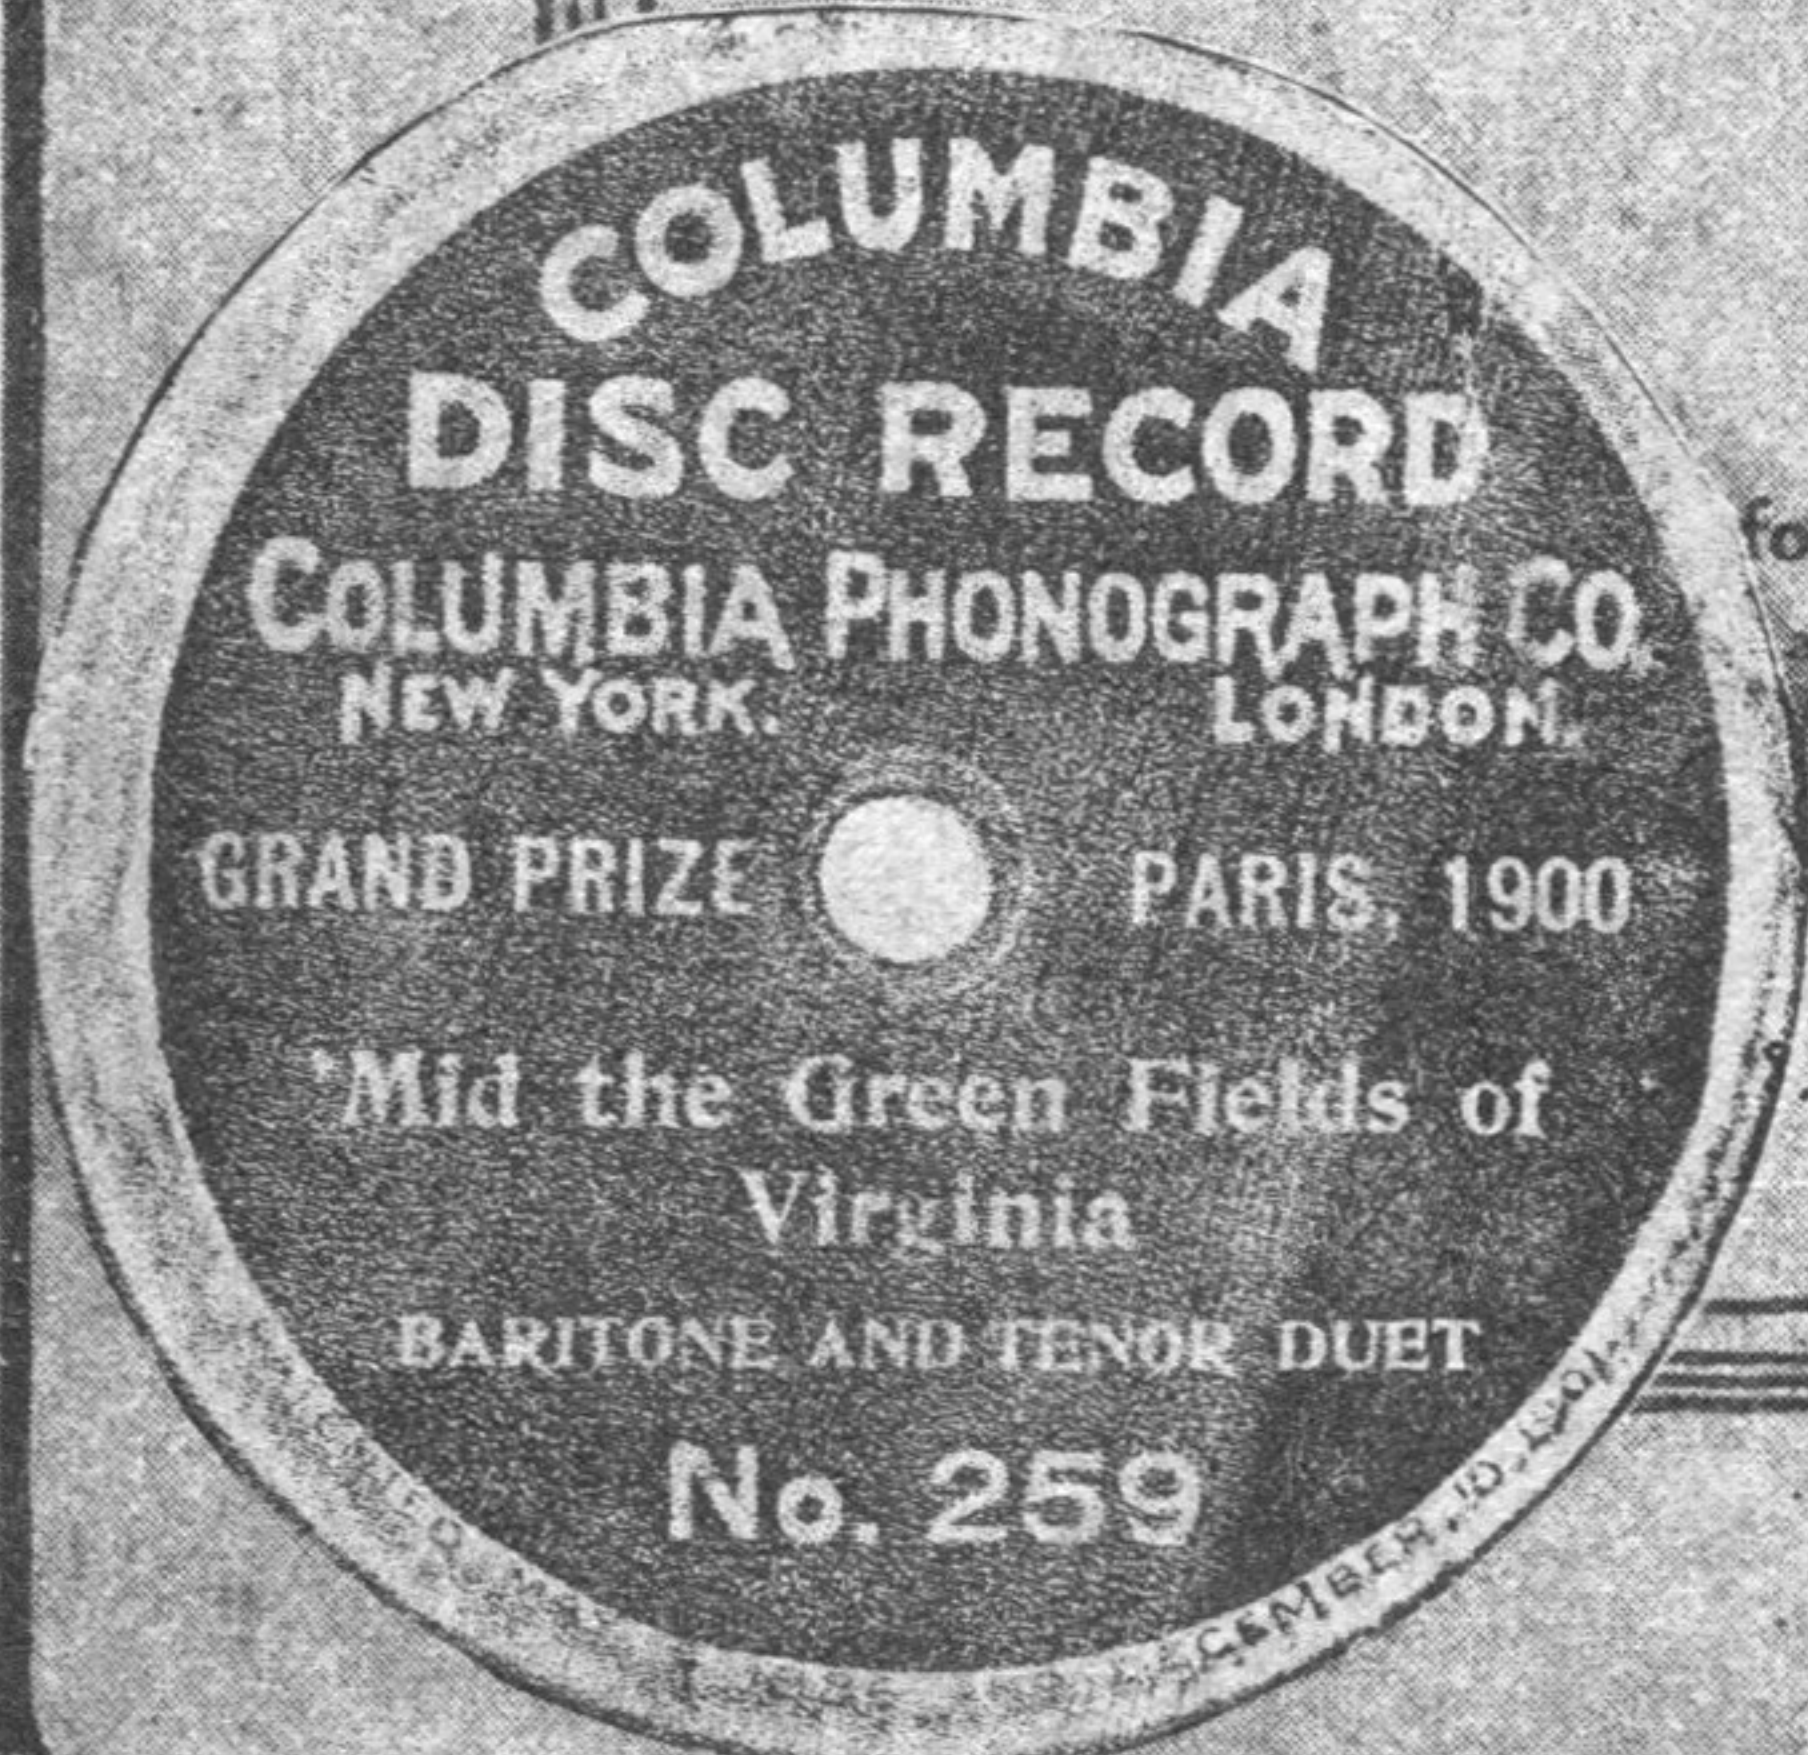 COLUMBIA
DISC RECORD
COLUMBIA PHONOGRAPH CO.
NEW YORK. LONDON.
GRAND PRIZE PARIS, 1900
'Mid the Green Fields of
Virginia
BARITONE AND TENOR DUET
No. 259
fo